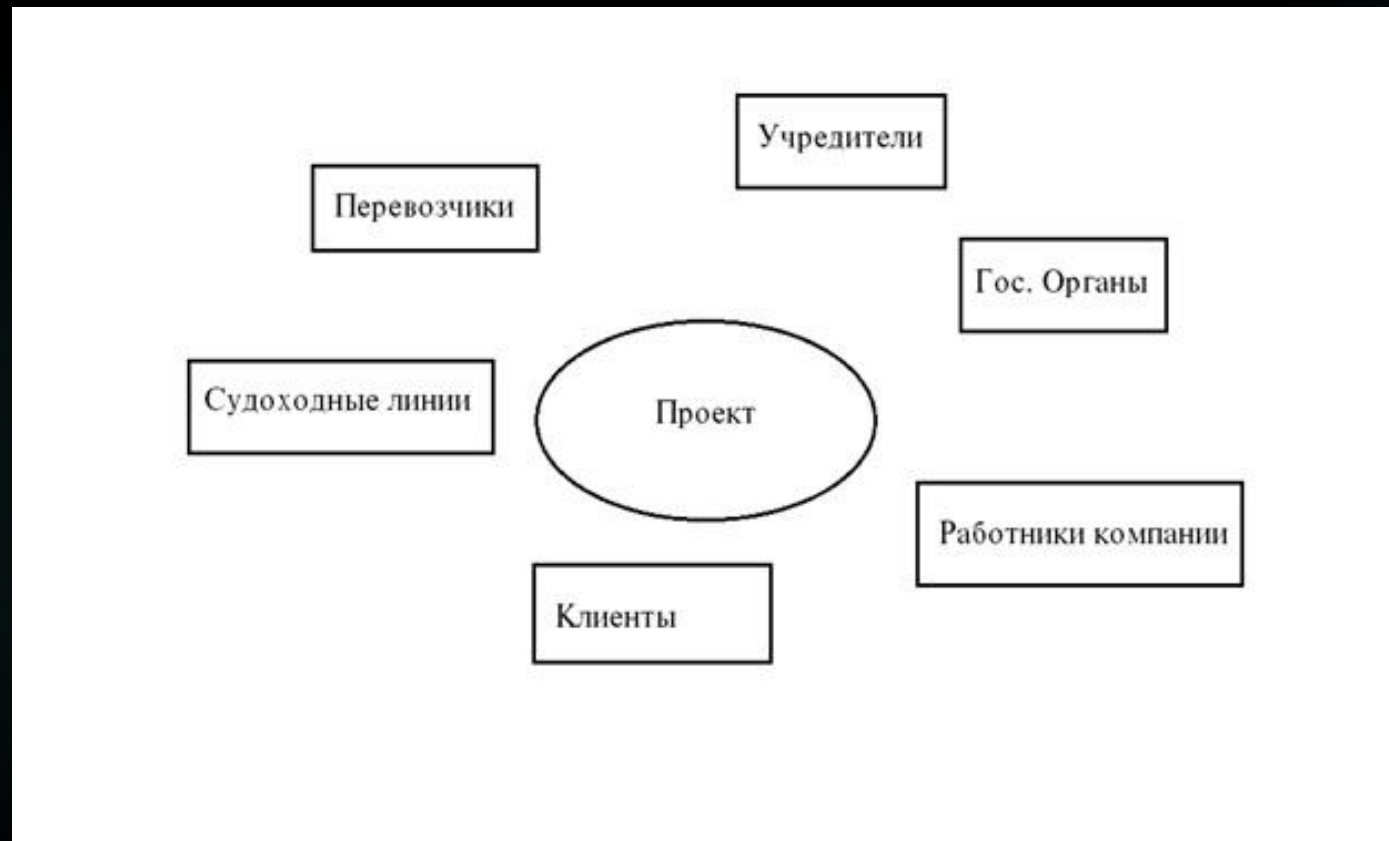 Учредители
Перевозчики
Гос. Органы
Судоходные линии
Проект
Работники компании
Клиенты